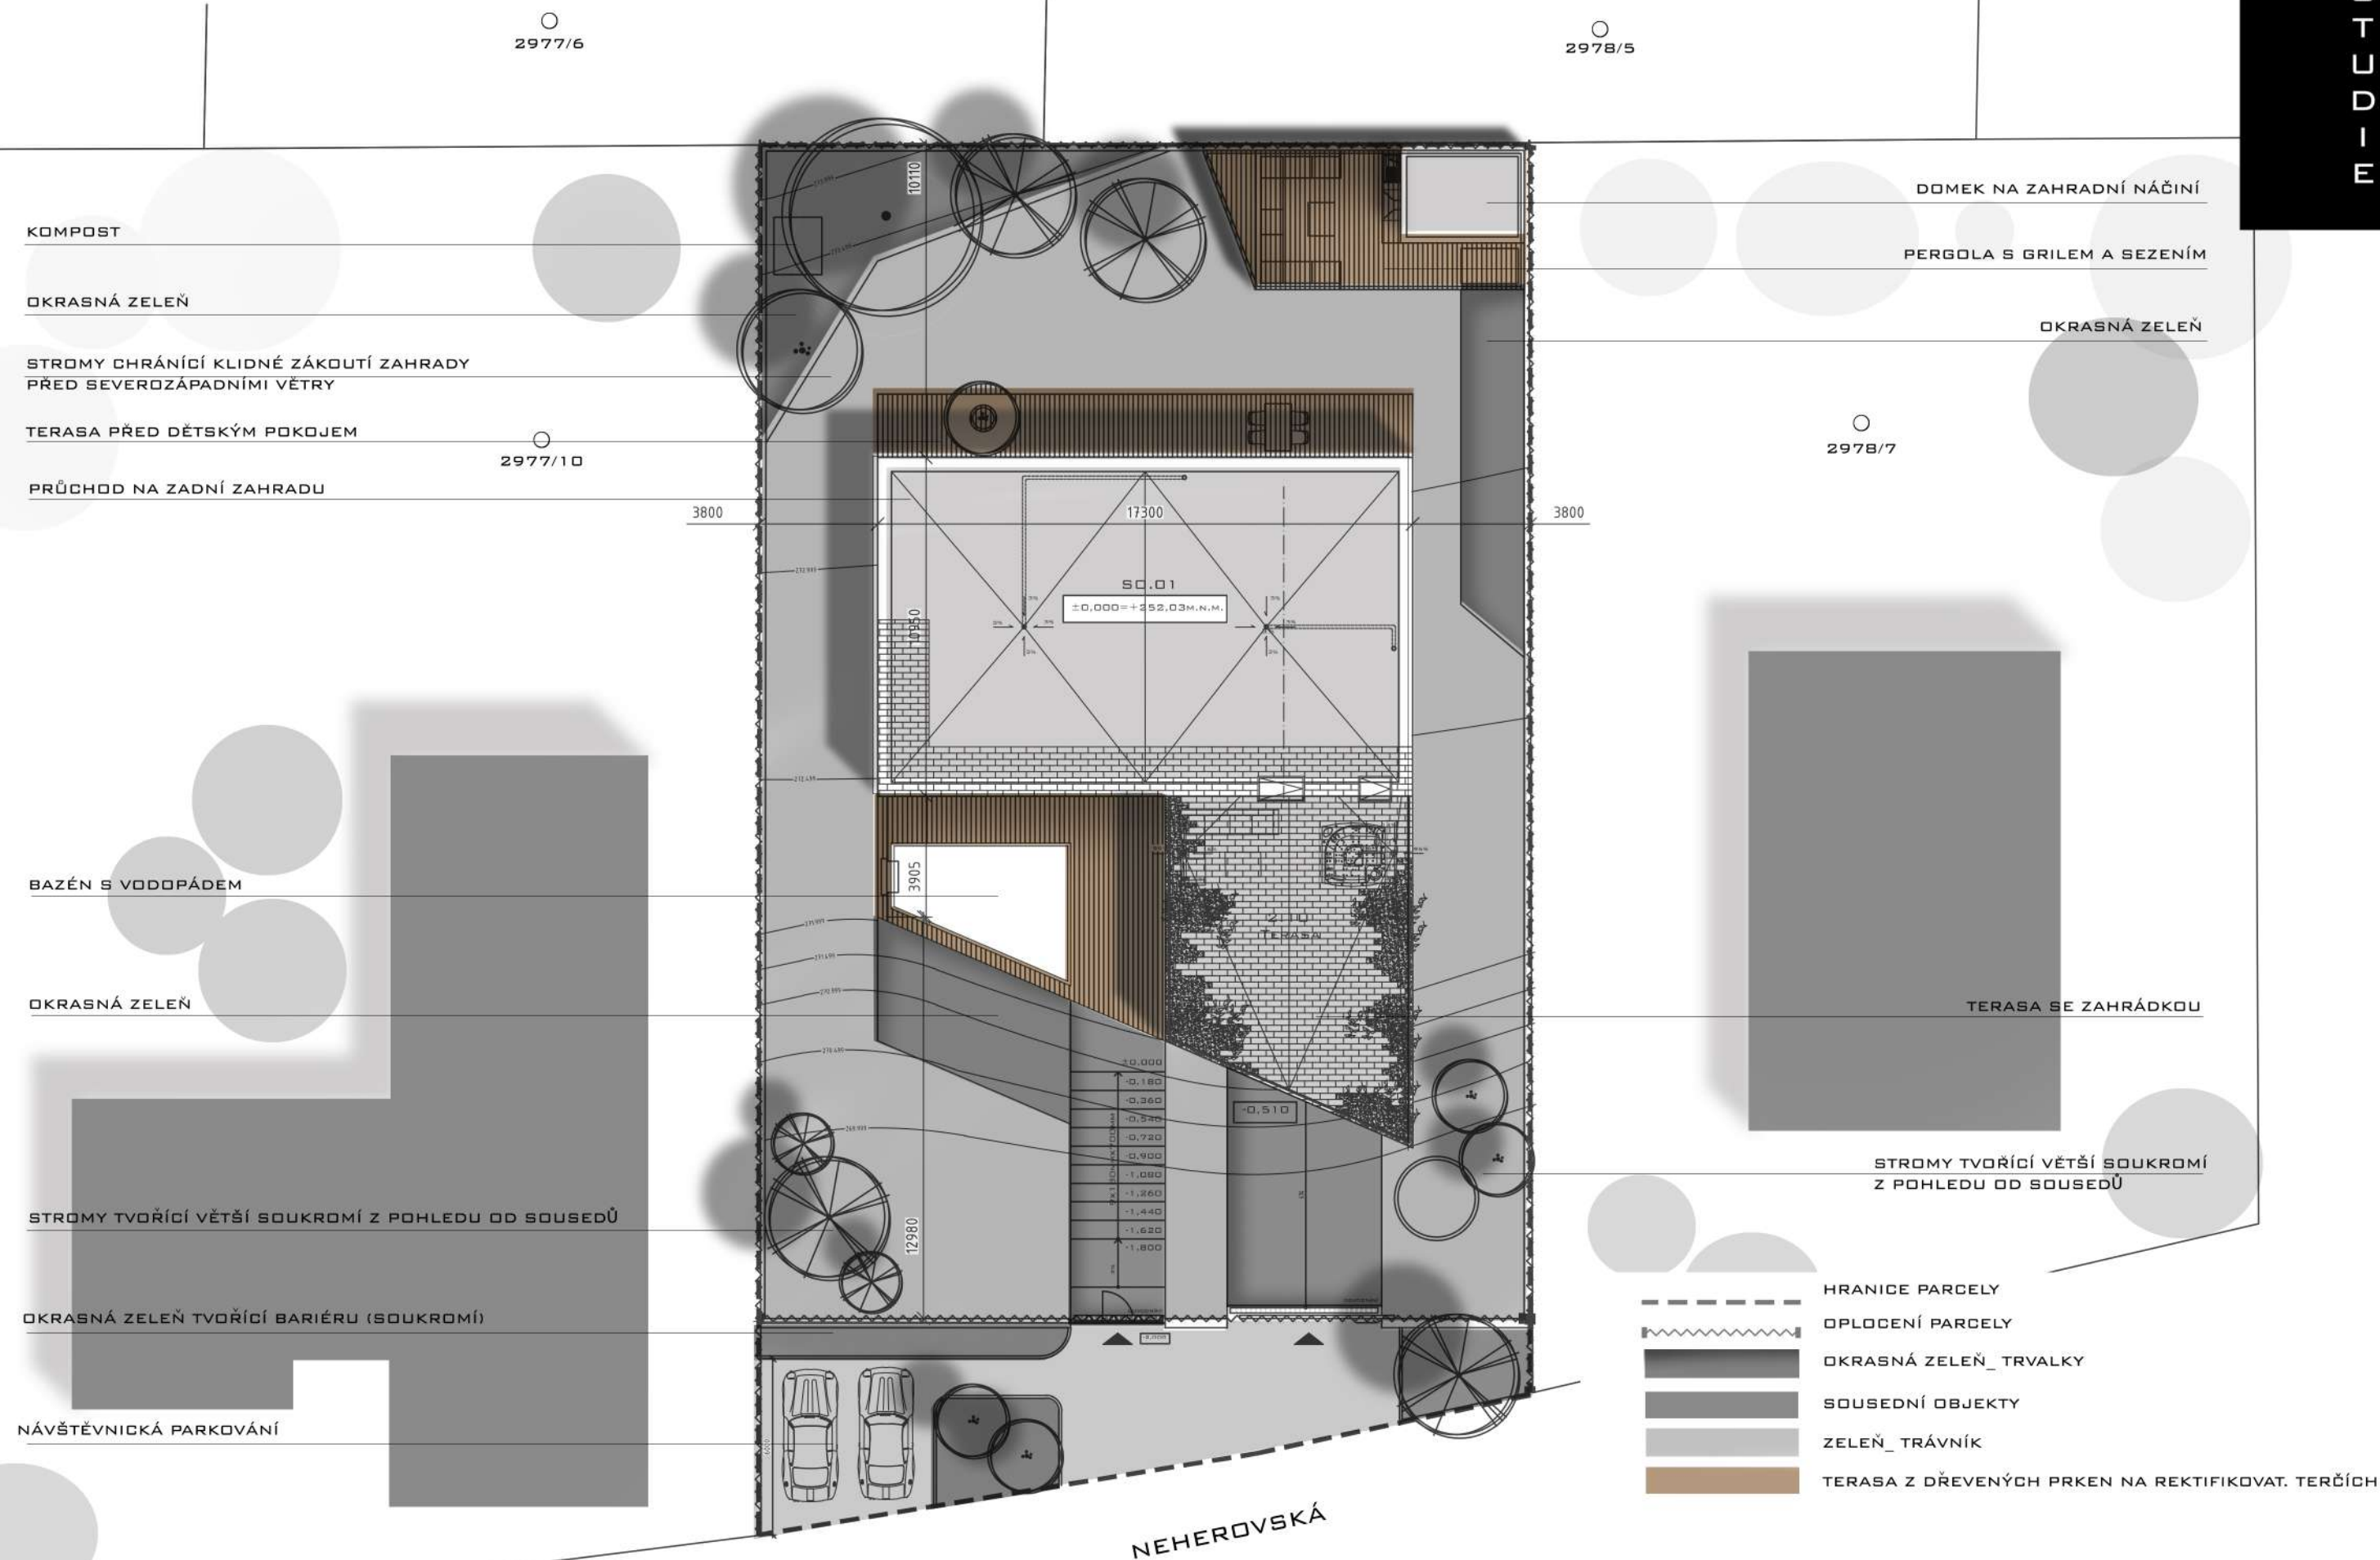 2977/6
2978/5
TUDIE
KOMPOST
OKRASNÁ ZELEŇ
STROMY CHRÁNÍCÍ KLIDNÉ ZÁKOUTÍ ZAHRADY
PŘED SEVEROZÁPADNÍMI VĚTRY
TERASA PŘED DĚTSKÝM POKOJEM
2977/10
PRŮCHOD NA ZADNÍ ZAHRADU
BAZÉN S VODOPÁDEM
OKRASNÁ ZELEŇ
STROMY TVOŘÍCÍ VĚTŠÍ SOUKROMÍ Z POHLEDU OD SOUSEDŮ
OKRASNÁ ZELEŇ TVOŘÍCÍ BARIÉRU (SOUKROMÍ)
NÁVŠTĚVNICKÁ PARKOVÁNÍ
10110
3800
17300
3800
SO.01
±0,000=+252,03M.N.M.
10950
3905
2.10
TERASA
±0,000
-0,180
-0,360
-0,540
-0,720
-0,900
-1,080
-1,260
-1,440
-1,620
-1,800
-0,510
12980
DOMEK NA ZAHRADNÍ NÁČINÍ
PERGOLA S GRILEM A SEZENÍM
OKRASNÁ ZELEŇ
2978/7
TERASA SE ZAHRÁDKOU
STROMY TVOŘÍCÍ VĚTŠÍ SOUKROMÍ
Z POHLEDU OD SOUSEDŮ
HRANICE PARCELY
OPLOCENÍ PARCELY
OKRASNÁ ZELEŇ_ TRVALKY
SOUSEDNÍ OBJEKTY
ZELEŇ_ TRÁVNÍK
TERASA Z DŘEVENÝCH PRKEN NA REKTIFIKOVAT. TERČÍCH
NEHEROVSKÁ